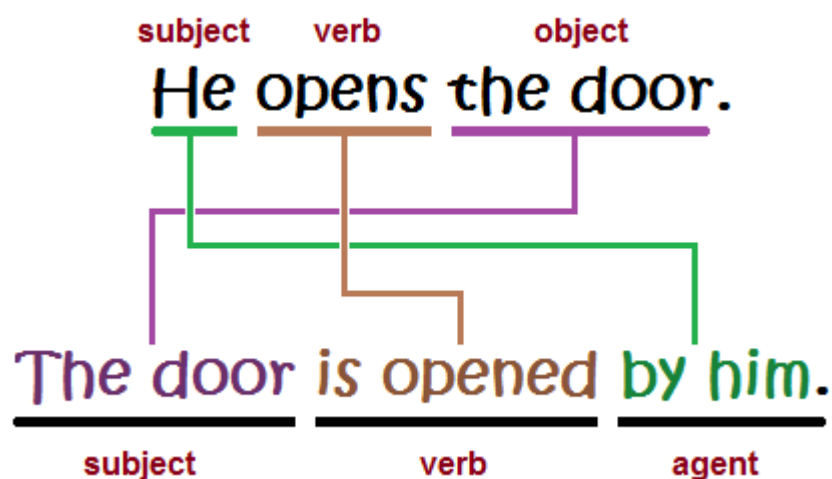 subject verb object
He opens the door.
The door is opened by him.
subject verb agent